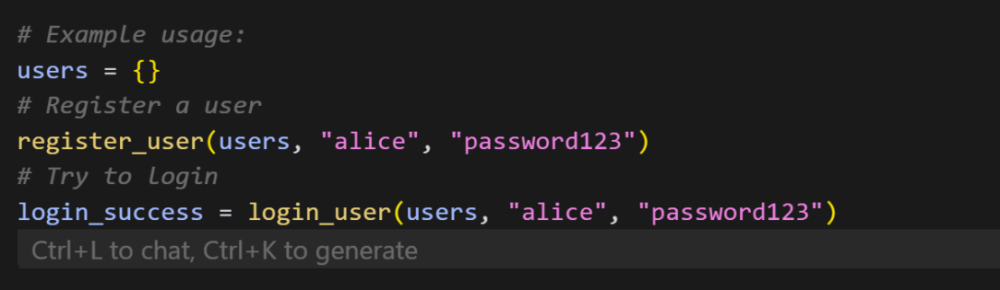 # Example usage:
users = {}
# Register a user
register_user(users, "alice", "password123")
# Try to login
login_success = login_user(users, "alice", "password123")
Ctrl+L to chat, Ctrl+K to generate